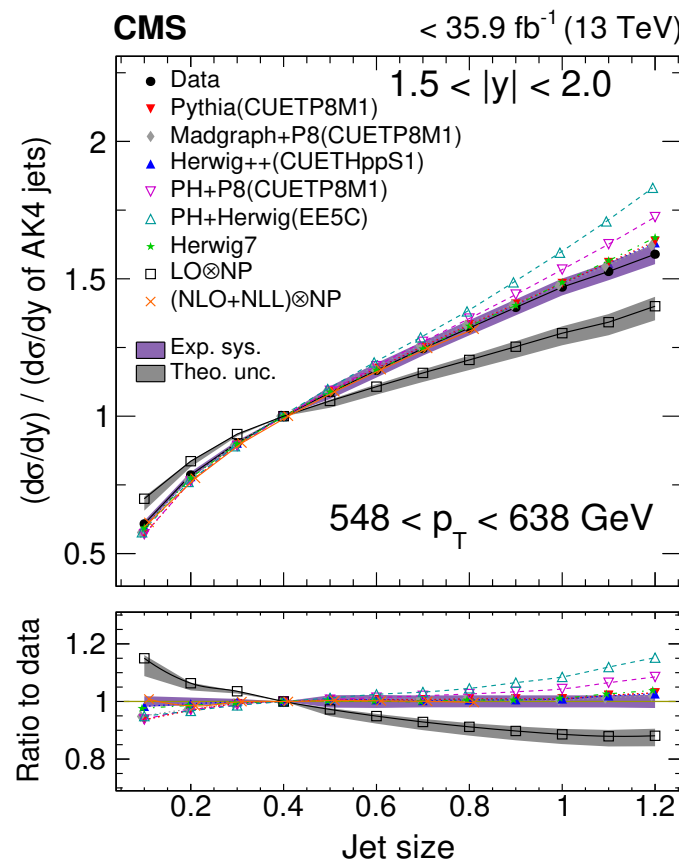 CMS
< 35.9 fb⁻¹ (13 TeV)
1.5 < |y| < 2.0
Data
Pythia(CUETP8M1)
Madgraph+P8(CUETP8M1)
Herwig++(CUETHppS1)
PH+P8(CUETP8M1)
PH+Herwig(EE5C)
Herwig7
LO⊗NP
(NLO+NLL)⊗NP
Exp. sys.
Theo. unc.
548 < p_T < 638 GeV
(dσ/dy) / (dσ/dy of AK4 jets)
2
1.5
1
0.5
Ratio to data
1.2
1
0.8
0.2 0.4 0.6 0.8 1 1.2
Jet size